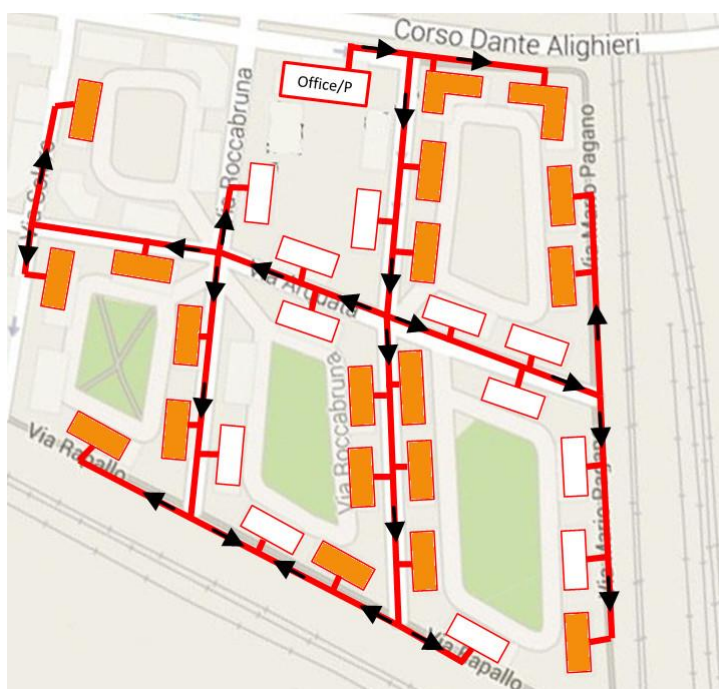 Corso Dante Alighieri
Office/P
Via Roccabruna
Via Mario Pagano
Via Arquata
Via Roccabruna
Via Rapallo
Via Mario Pagano
Via Rapallo